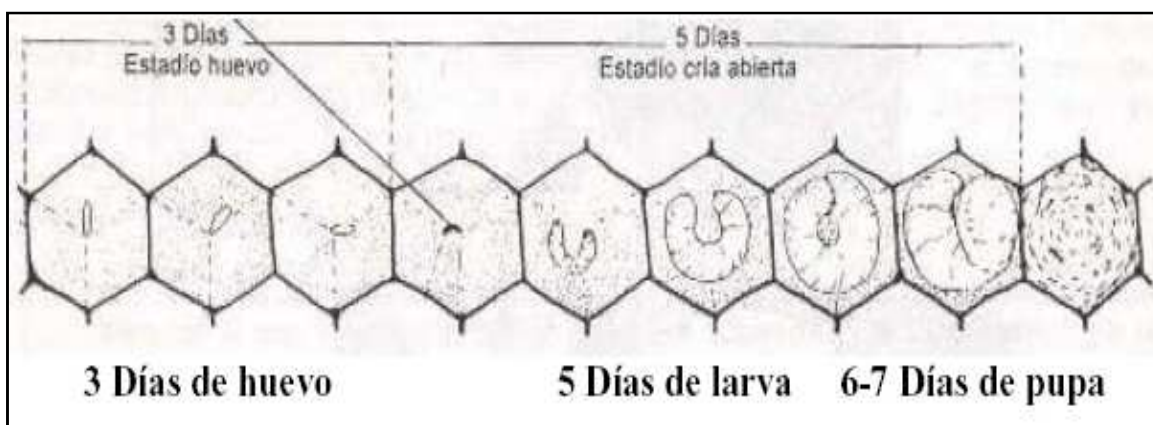 3 Días
Estadío huevo
5 Días
Estadío cría abierta
3 Días de huevo
5 Días de larva
6-7 Días de pupa